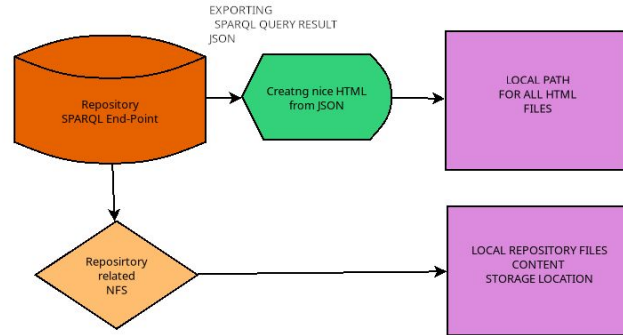 EXPORTING
SPARQL QUERY RESULT
JSON
Repository
SPARQL End-Point
Creatng nice HTML
from JSON
LOCAL PATH
FOR ALL HTML
FILES
Reposirtory
related
NFS
LOCAL REPOSITORY FILES
CONTENT
STORAGE LOCATION